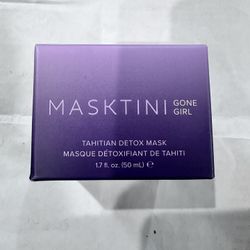 MASKTINI GONE GIRL
TAHITIAN DETOX MASK
MASQUE DÉTOXIFIANT DE TAHITI
1.7 fl. oz. (50 mL) ℮